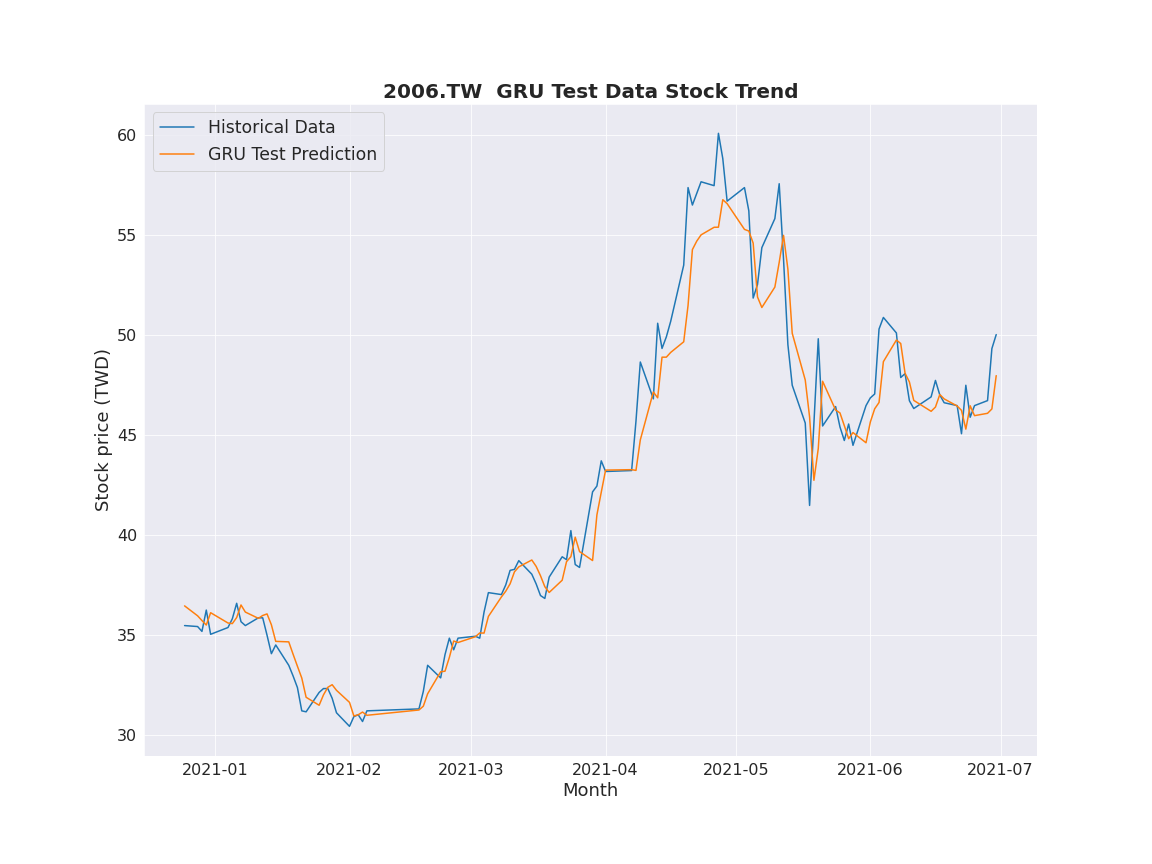 2006.TW  GRU Test Data Stock Trend
Historical Data
GRU Test Prediction
Stock price (TWD)
60
55
50
45
40
35
30
2021-01 2021-02 2021-03 2021-04 2021-05 2021-06 2021-07
Month